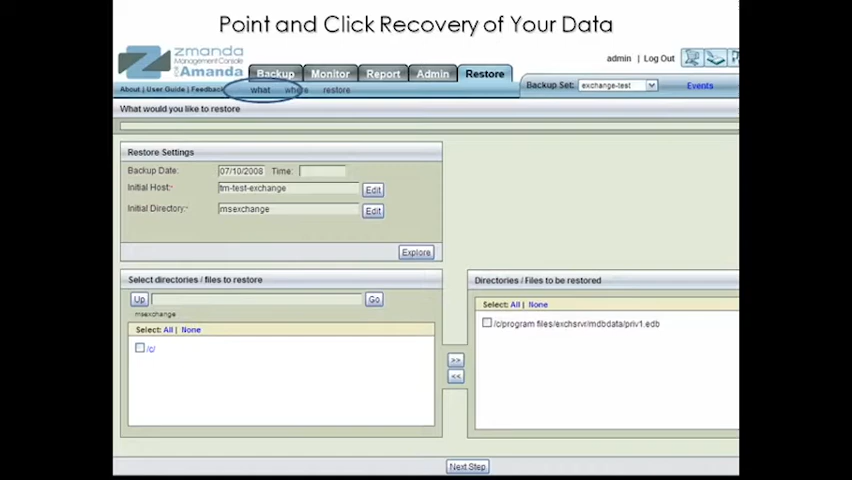 Point and Click Recovery of Your Data
zmanda
Management Console
Amanda
admin | Log Out
Backup Monitor Report Admin Restore
About | User Guide | Feedback what where restore
Backup Set: exchange-test Events
What would you like to restore
Restore Settings
Backup Date: 07/10/2008 Time:
Initial Host:* tm-test-exchange Edit
Initial Directory:* msexchange Edit
Explore
Select directories / files to restore
Up Go
msexchange
Select: All | None
/c/
>>
<<
Directories / Files to be restored
Select: All | None
/c/program files/exchsrvr/mdbdata/priv1.edb
Next Step